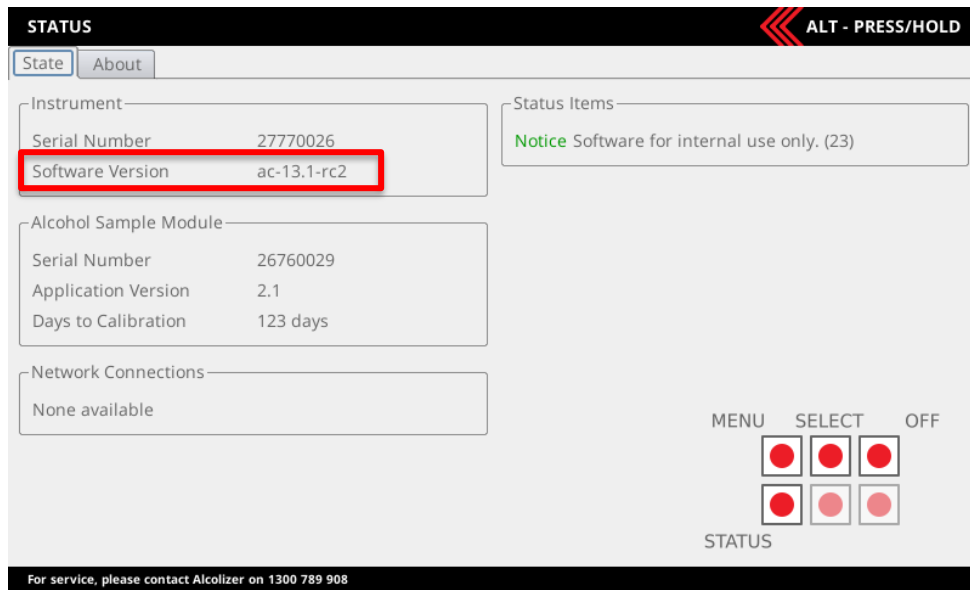 STATUS
ALT - PRESS/HOLD
State
About
Instrument
Serial Number 27770026
Software Version ac-13.1-rc2
Alcohol Sample Module
Serial Number 26760029
Application Version 2.1
Days to Calibration 123 days
Network Connections
None available
Status Items
Notice Software for internal use only. (23)
MENU SELECT OFF
STATUS
For service, please contact Alcolizer on 1300 789 908